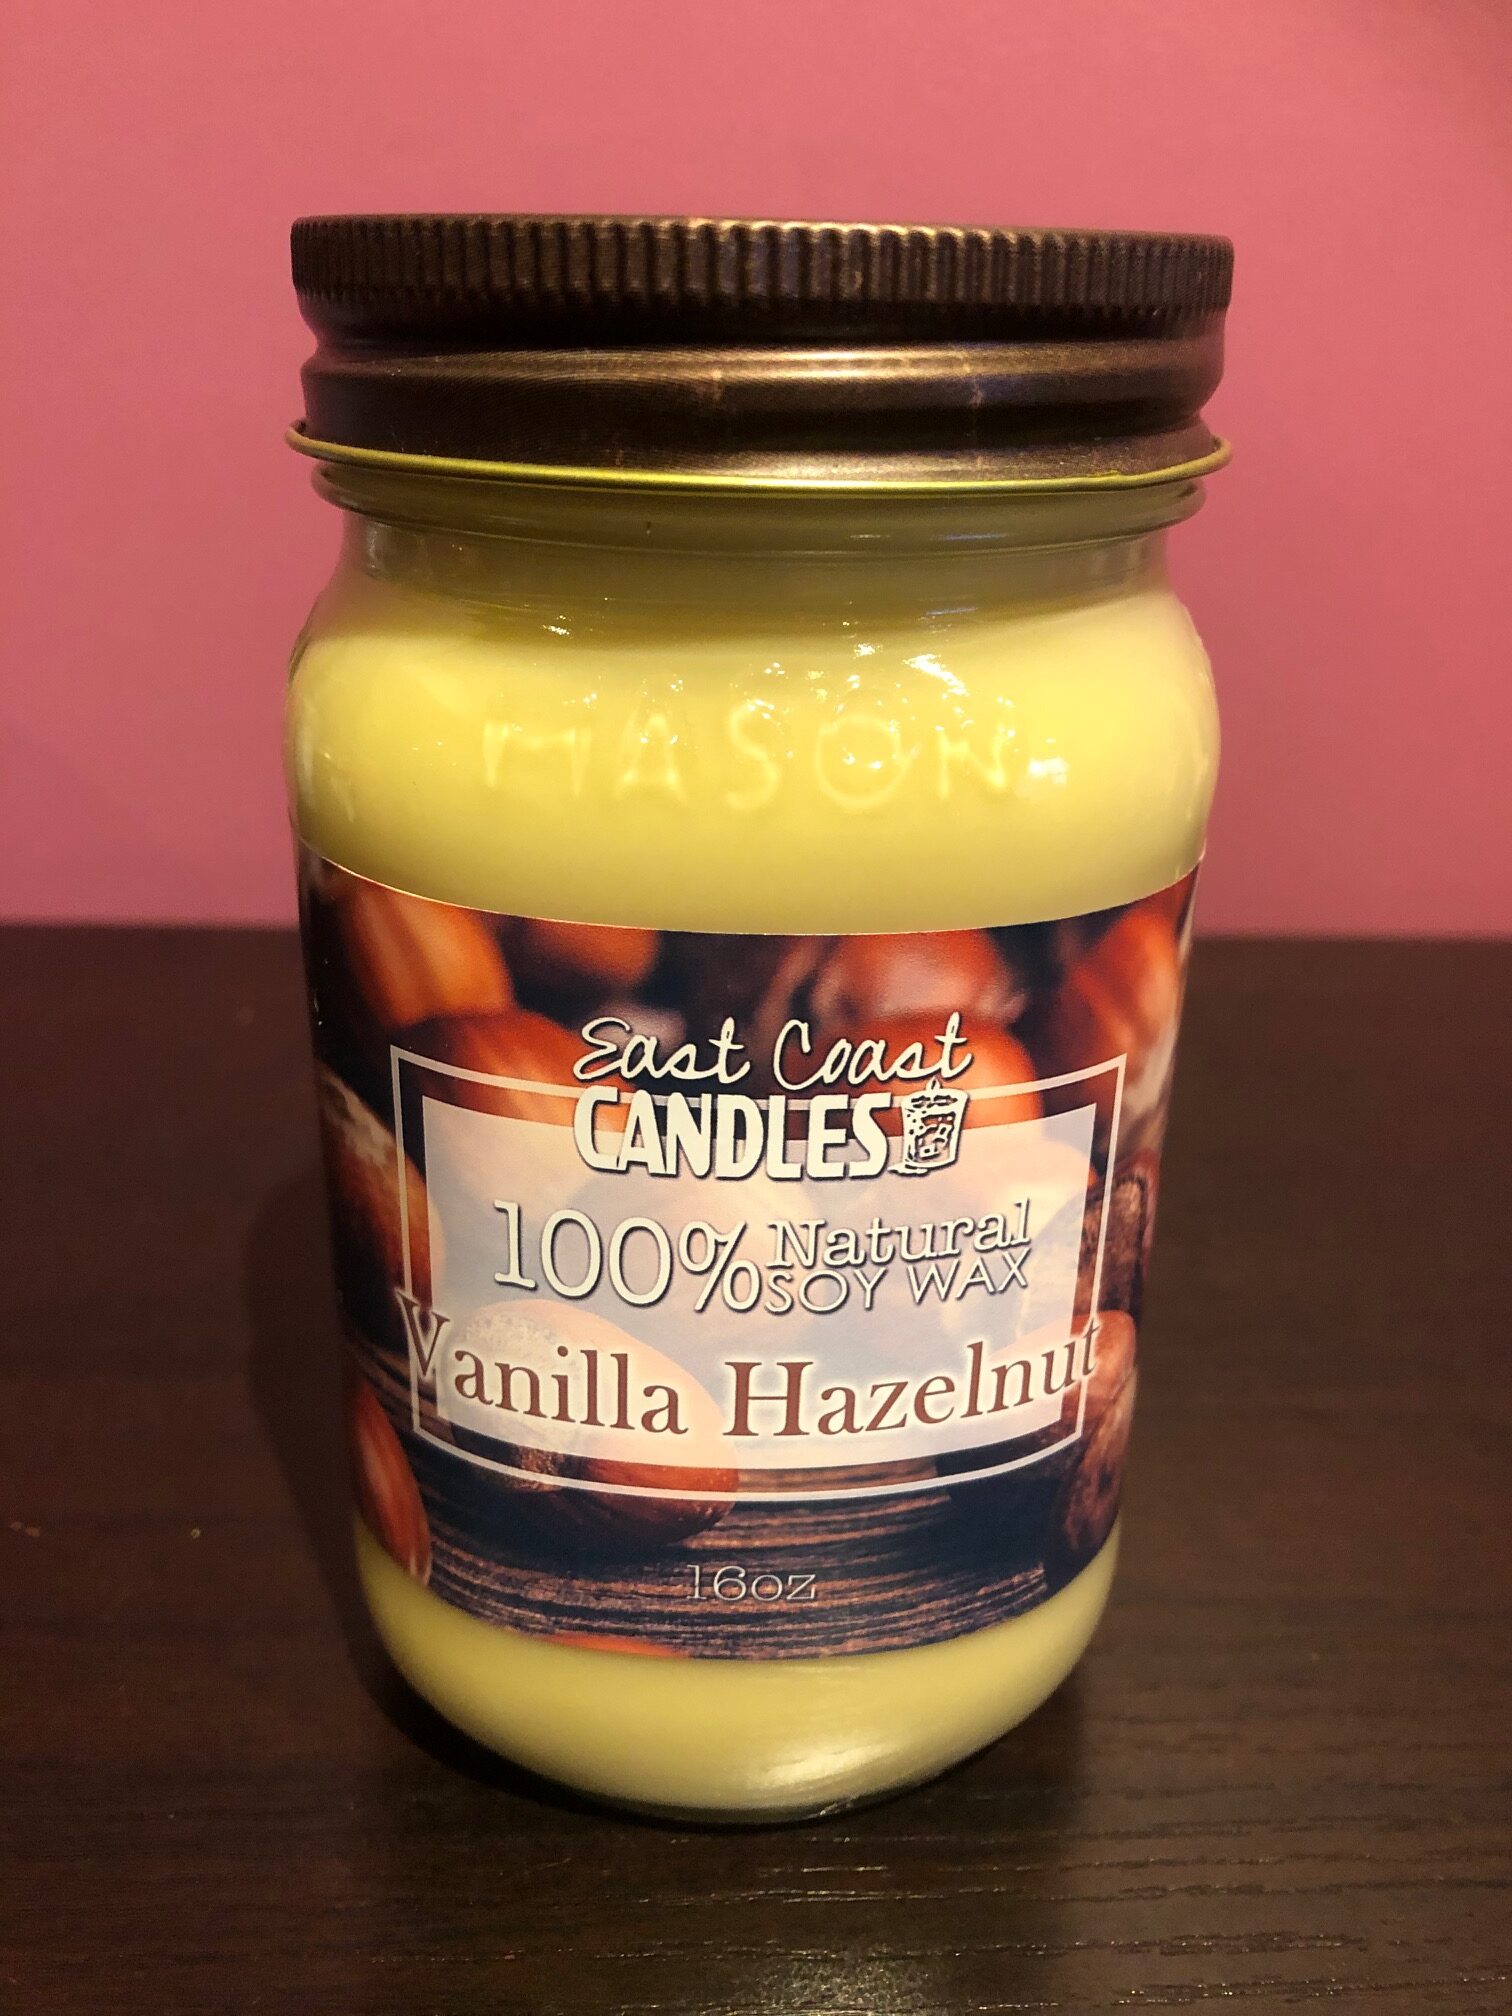 MASON
East Coast
CANDLES
100% Natural
SOY WAX
Vanilla Hazelnut
16oz